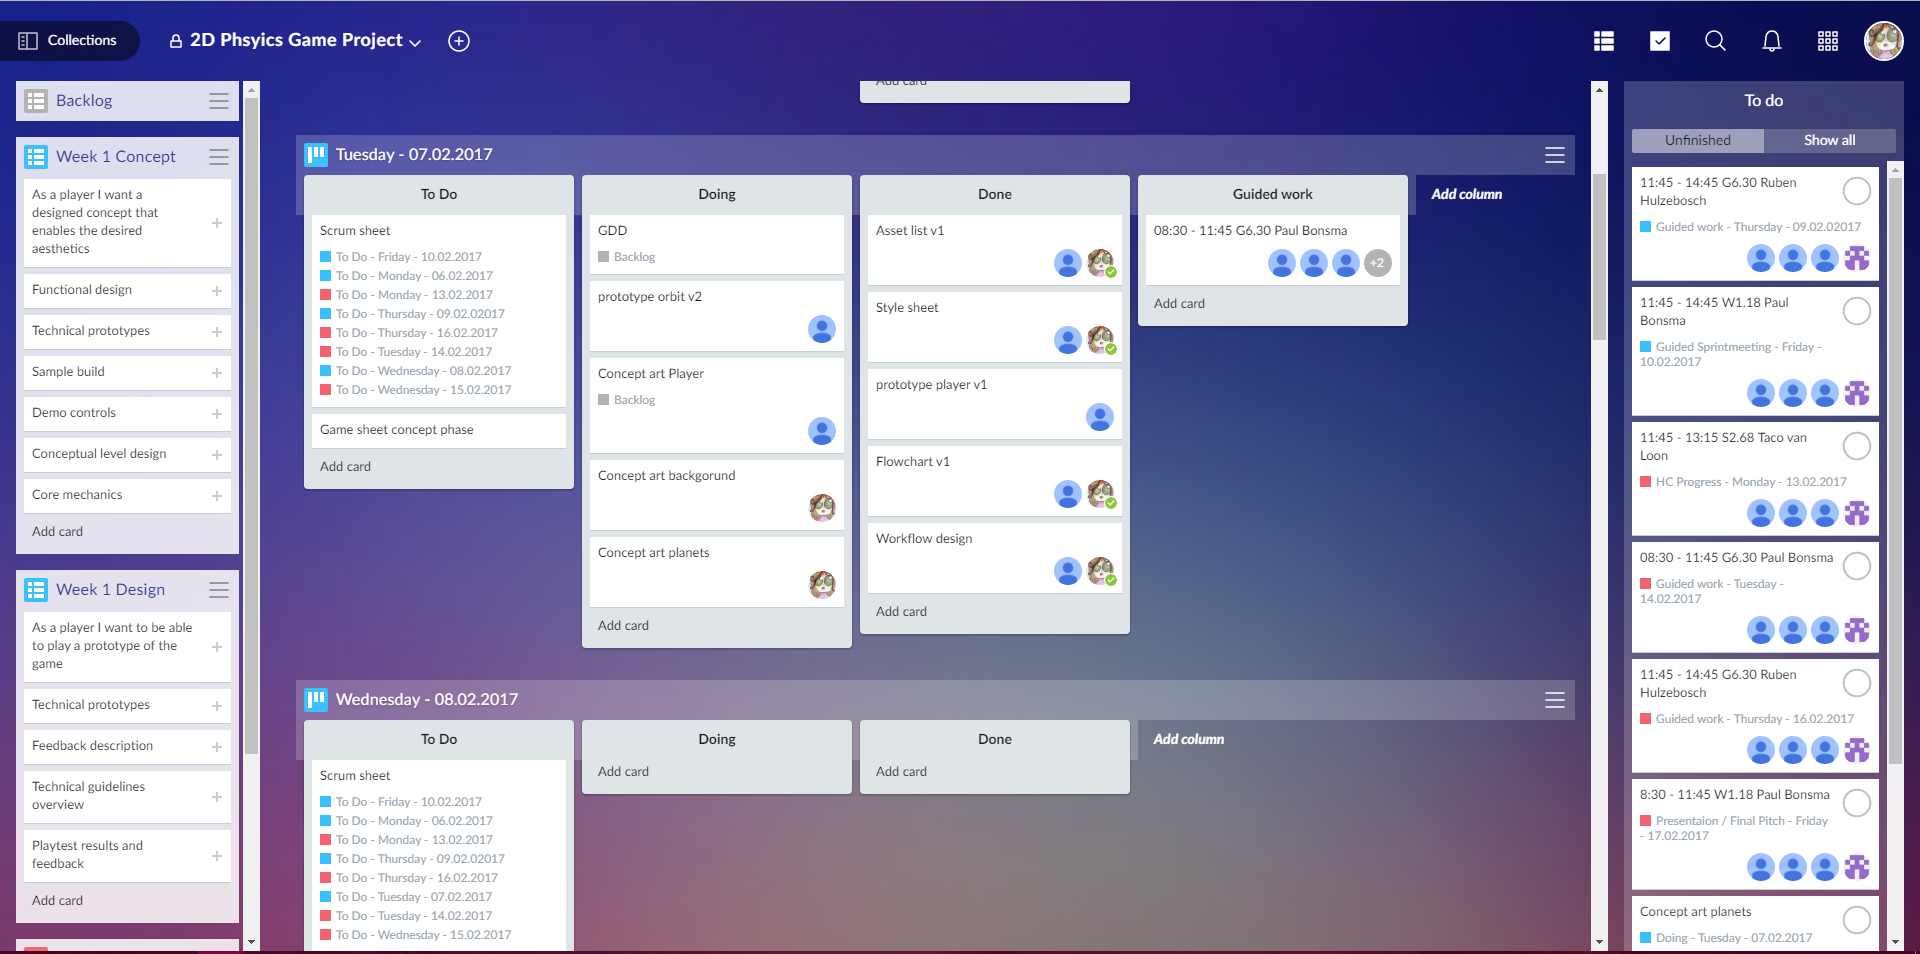 Collections
2D Phsyics Game Project
Backlog
Week 1 Concept
As a player I want a
designed concept that
enables the desired
aesthetics
Functional design
Technical prototypes
Sample build
Demo controls
Conceptual level design
Core mechanics
Add card
Week 1 Design
As a player I want to be able
to play a prototype of the
game
Technical prototypes
Feedback description
Technical guidelines
overview
Playtest results and
feedback
Add card
Add card
Tuesday - 07.02.2017
To Do
Scrum sheet
To Do - Friday - 10.02.2017
To Do - Monday - 06.02.2017
To Do - Monday - 13.02.2017
To Do - Thursday - 09.02.02017
To Do - Thursday - 16.02.2017
To Do - Tuesday - 14.02.2017
To Do - Wednesday - 08.02.2017
To Do - Wednesday - 15.02.2017
Game sheet concept phase
Add card
Doing
GDD
Backlog
prototype orbit v2
Concept art Player
Backlog
Concept art backgorund
Concept art planets
Add card
Done
Asset list v1
Style sheet
prototype player v1
Flowchart v1
Workflow design
Add card
Guided work
08:30 - 11:45 G6.30 Paul Bonsma
+2
Add card
Add column
Wednesday - 08.02.2017
To Do
Scrum sheet
To Do - Friday - 10.02.2017
To Do - Monday - 06.02.2017
To Do - Monday - 13.02.2017
To Do - Thursday - 09.02.02017
To Do - Thursday - 16.02.2017
To Do - Tuesday - 07.02.2017
To Do - Tuesday - 14.02.2017
To Do - Wednesday - 15.02.2017
Doing
Add card
Done
Add card
Add column
To do
Unfinished
Show all
11:45 - 14:45 G6.30 Ruben
Hulzebosch
Guided work - Thursday - 09.02.02017
11:45 - 14:45 W1.18 Paul
Bonsma
Guided Sprintmeeting - Friday -
10.02.2017
11:45 - 13:15 S2.68 Taco van
Loon
HC Progress - Monday - 13.02.2017
08:30 - 11:45 G6.30 Paul Bonsma
Guided work - Tuesday -
14.02.2017
11:45 - 14:45 G6.30 Ruben
Hulzebosch
Guided work - Thursday - 16.02.2017
8:30 - 11:45 W1.18 Paul Bonsma
Presentaion / Final Pitch - Friday
- 17.02.2017
Concept art planets
Doing - Tuesday - 07.02.2017